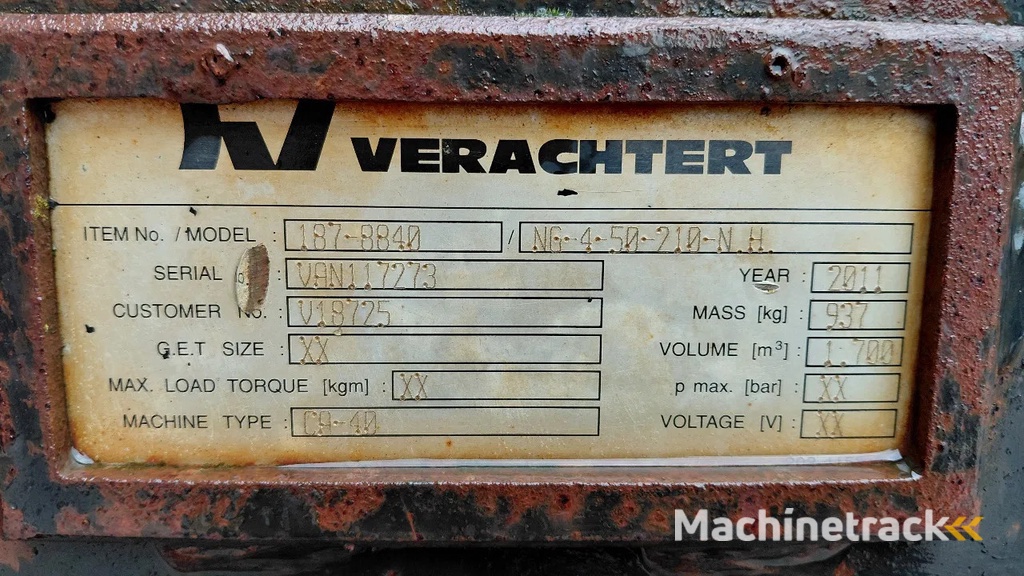 VERACHTERT
ITEM No. / MODEL : 187-8840 / NG-4-50-210-N.H.
SERIAL : VAN117273 YEAR : 2011
CUSTOMER No. : V18725 MASS [kg] : 937
G.E.T SIZE : XX VOLUME [m³] : 1.700
MAX. LOAD TORQUE [kgm] : XX p max. [bar] : XX
MACHINE TYPE : VOLTAGE [V] : XX
Machinetrack